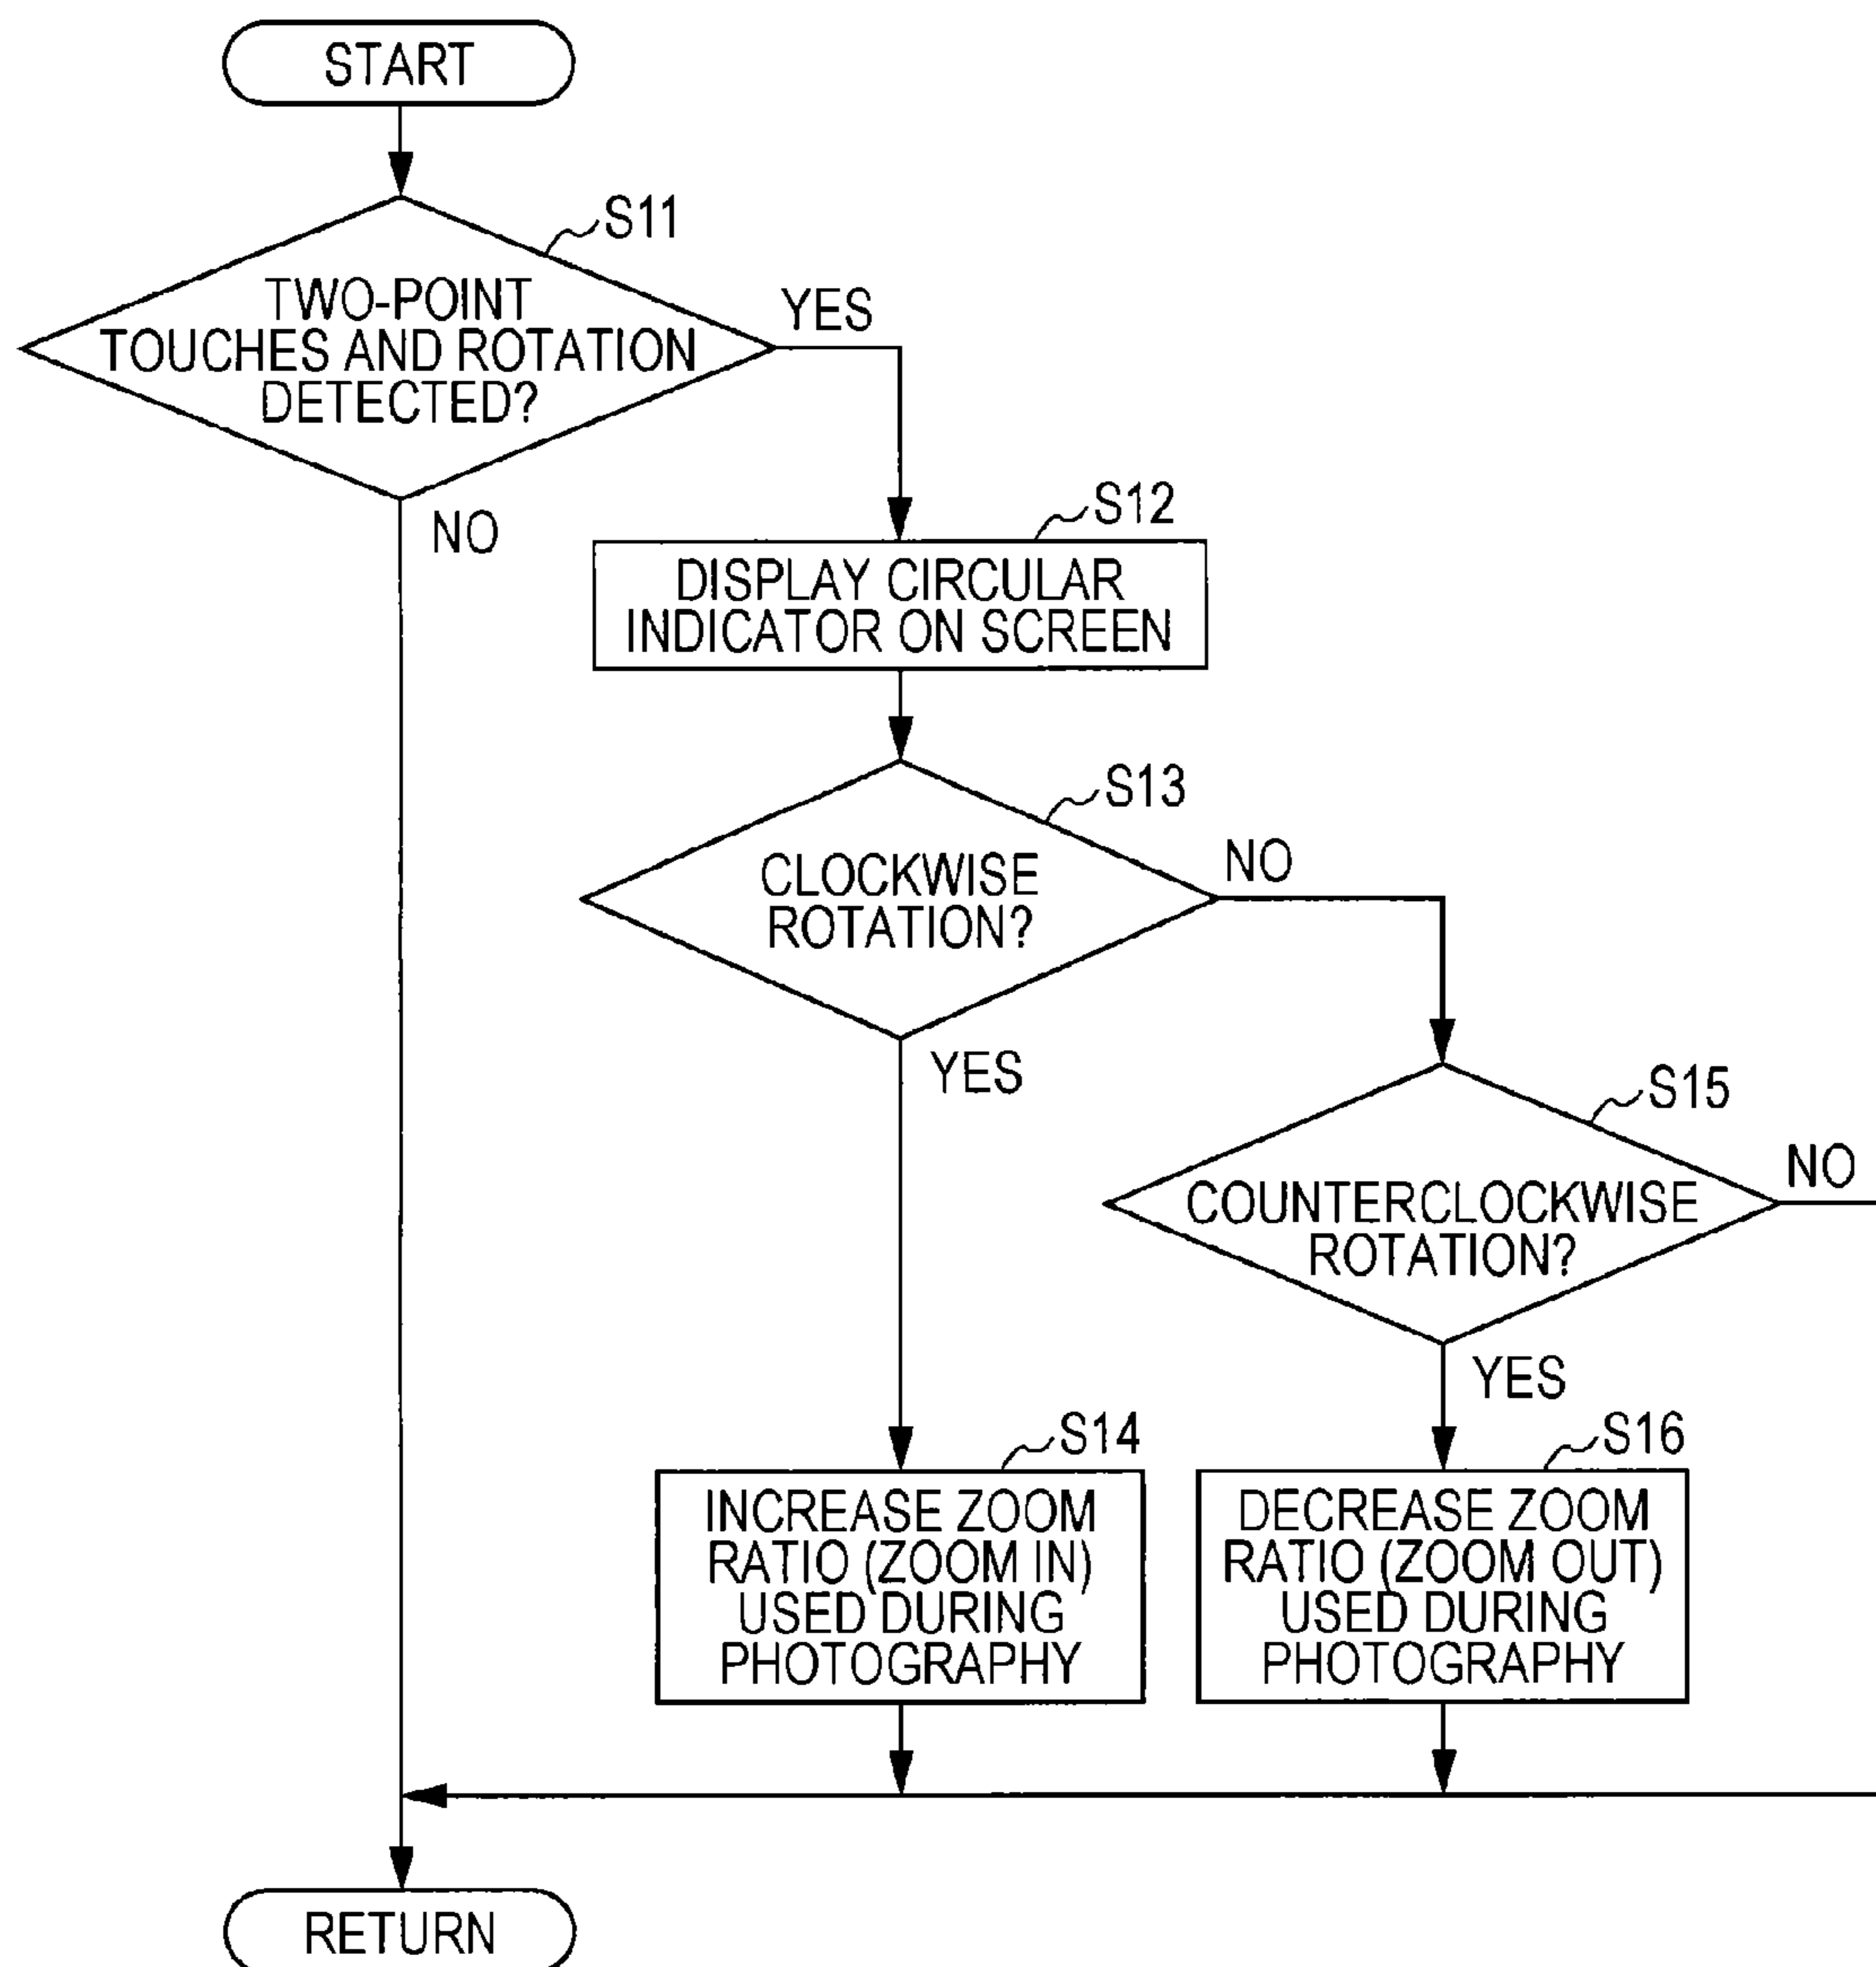 START
S11
TWO-POINT
TOUCHES AND ROTATION
DETECTED?
YES
NO
S12
DISPLAY CIRCULAR
INDICATOR ON SCREEN
S13
CLOCKWISE
ROTATION?
NO
YES
S15
COUNTERCLOCKWISE
ROTATION?
NO
YES
S14
INCREASE ZOOM
RATIO (ZOOM IN)
USED DURING
PHOTOGRAPHY
S16
DECREASE ZOOM
RATIO (ZOOM OUT)
USED DURING
PHOTOGRAPHY
RETURN